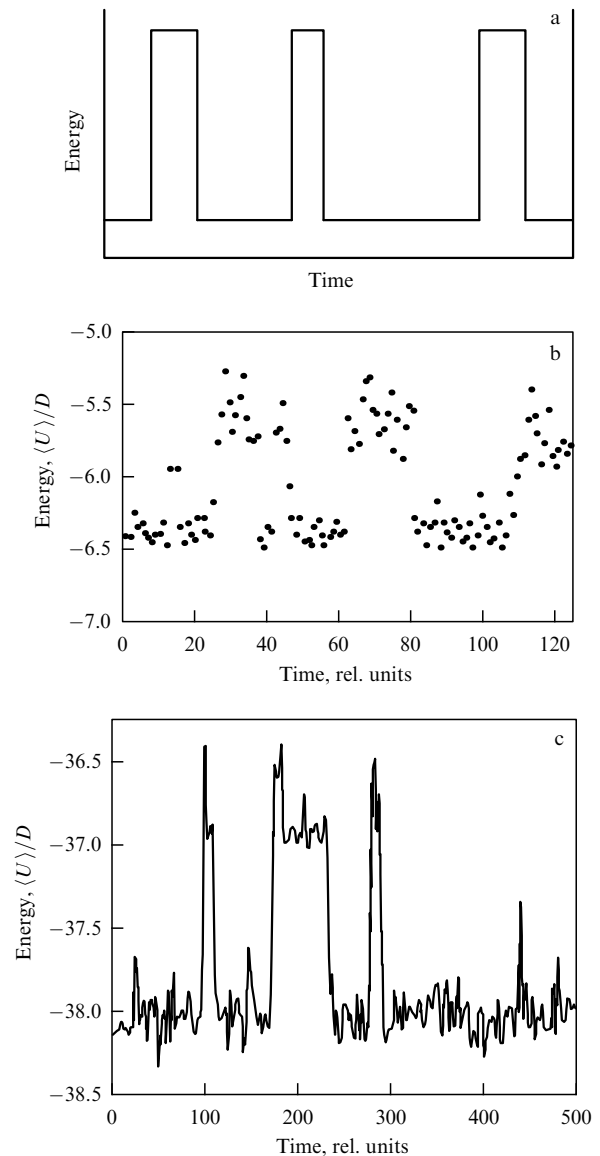 a
Energy
Time
b
Energy, ⟨U⟩/D
−5.0
−5.5
−6.0
−6.5
−7.0
0 20 40 60 80 100 120
Time, rel. units
c
Energy, ⟨U⟩/D
−36.5
−37.0
−37.5
−38.0
−38.5
0 100 200 300 400 500
Time, rel. units